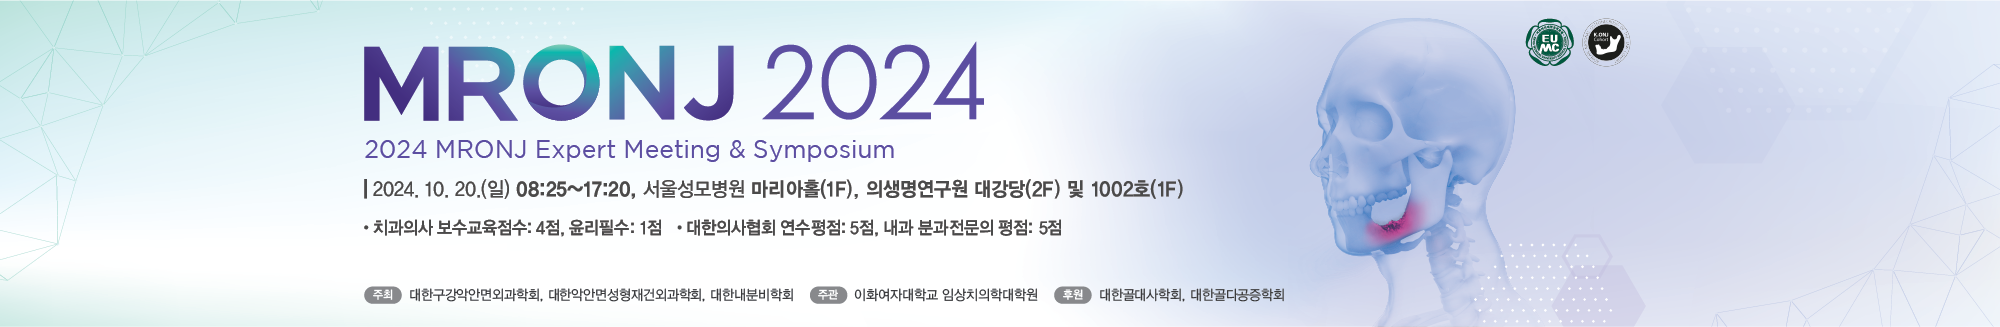 MRONJ 2024
2024 MRONJ Expert Meeting & Symposium
2024. 10. 20.(일) 08:25~17:20, 서울성모병원 마리아홀(1F), 의생명연구원 대강당(2F) 및 1002호(1F)
• 치과의사 보수교육점수: 4점, 윤리필수: 1점 • 대한의사협회 연수평점: 5점, 내과 분과전문의 평점: 5점
주최 대한구강악안면외과학회, 대한악안면성형재건외과학회, 대한내분비학회 주관 이화여자대학교 임상치의학대학원 후원 대한골대사학회, 대한골다공증학회
EU
MC
K.ONJ
Cohort